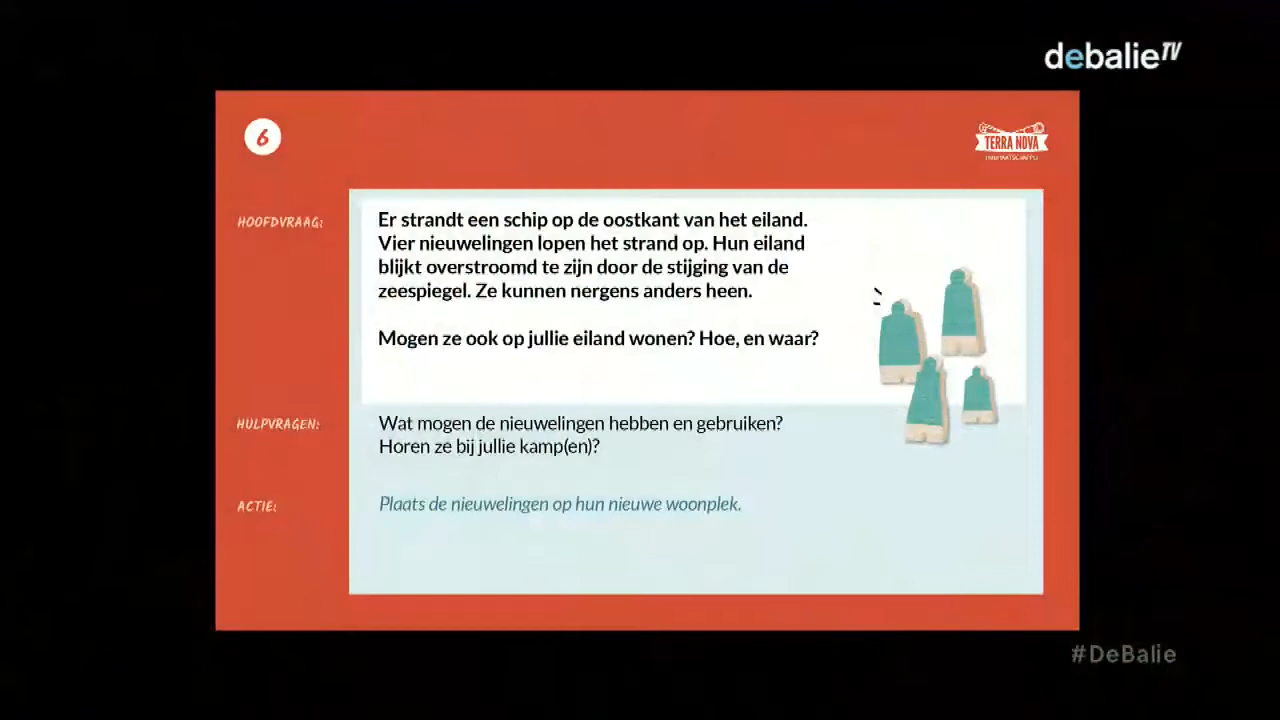 debalieTV
6
TERRA NOVA
HOOFDVRAAG:
Er strandt een schip op de oostkant van het eiland.
Vier nieuwelingen lopen het strand op. Hun eiland
blijkt overstroomd te zijn door de stijging van de
zeespiegel. Ze kunnen nergens anders heen.
Mogen ze ook op jullie eiland wonen? Hoe, en waar?
HULPVRAGEN:
Wat mogen de nieuwelingen hebben en gebruiken?
Horen ze bij jullie kamp(en)?
ACTIE:
Plaats de nieuwelingen op hun nieuwe woonplek.
#DeBalie